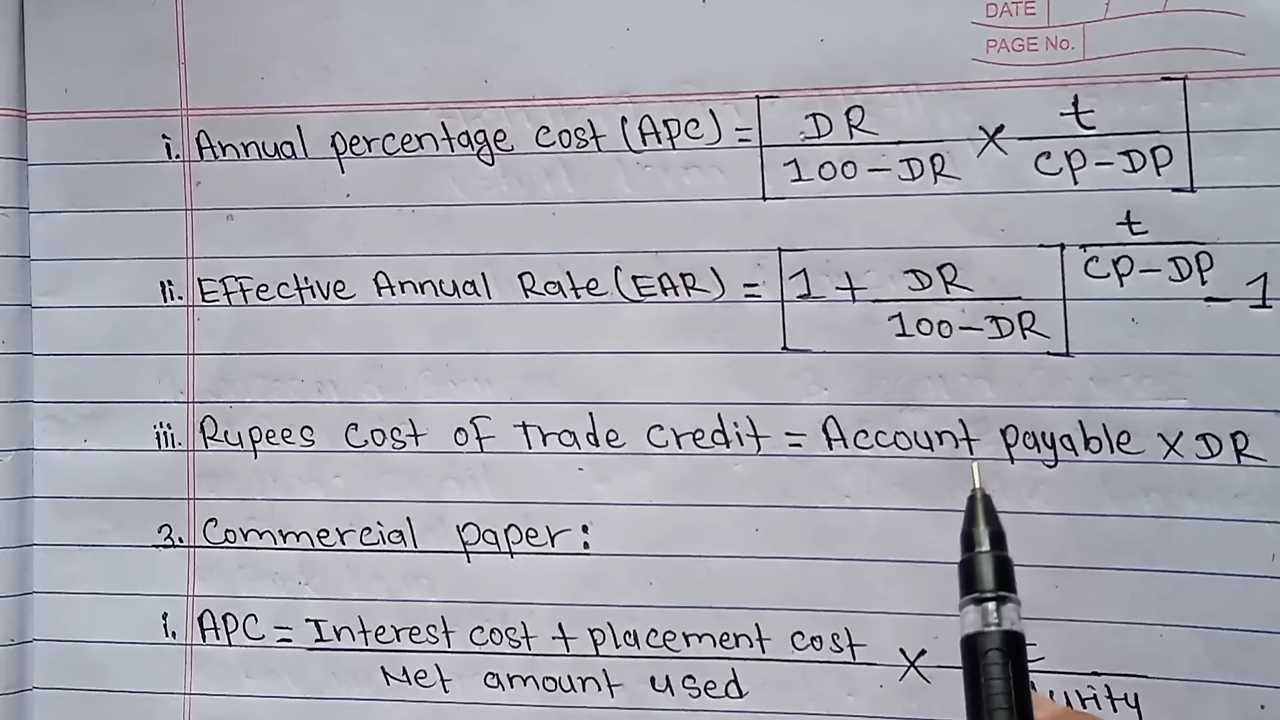 DATE / /
PAGE No.
i. Annual percentage cost (APC) = [DR / 100-DR × t / CP-DP]
ii. Effective Annual Rate (EAR) = [1 + DR / 100-DR]^(t / CP-DP) - 1
iii. Rupees cost of trade credit = Account payable × DR
3. Commercial paper:
i. APC = Interest cost + placement cost / Net amount used ×